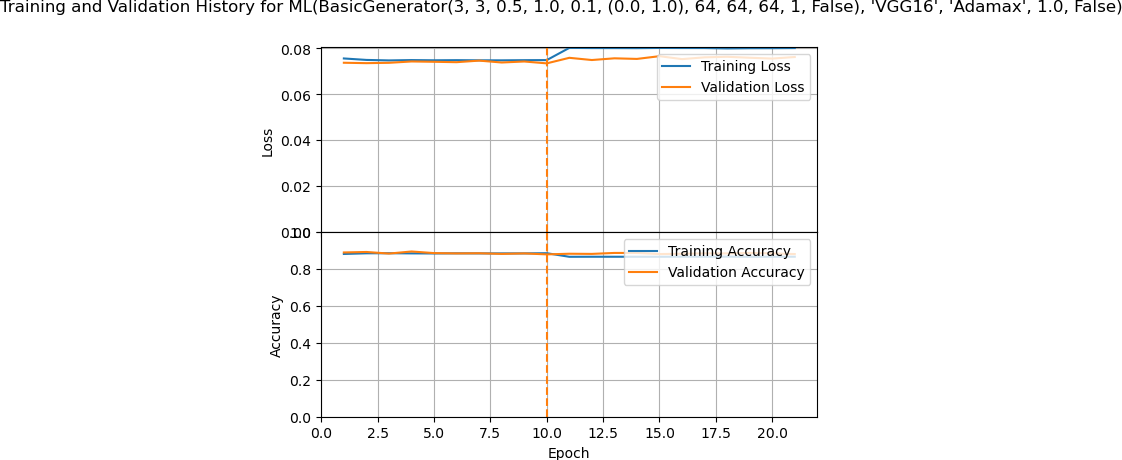 Training and Validation History for ML(BasicGenerator(3, 3, 0.5, 1.0, 0.1, (0.0, 1.0), 64, 64, 64, 1, False), 'VGG16', 'Adamax', 1.0, False)
0.08
0.06
0.04
0.02
0.00
Loss
Training Loss
Validation Loss
1.0
0.8
0.6
0.4
0.2
0.0
Accuracy
Training Accuracy
Validation Accuracy
0.0 2.5 5.0 7.5 10.0 12.5 15.0 17.5 20.0
Epoch